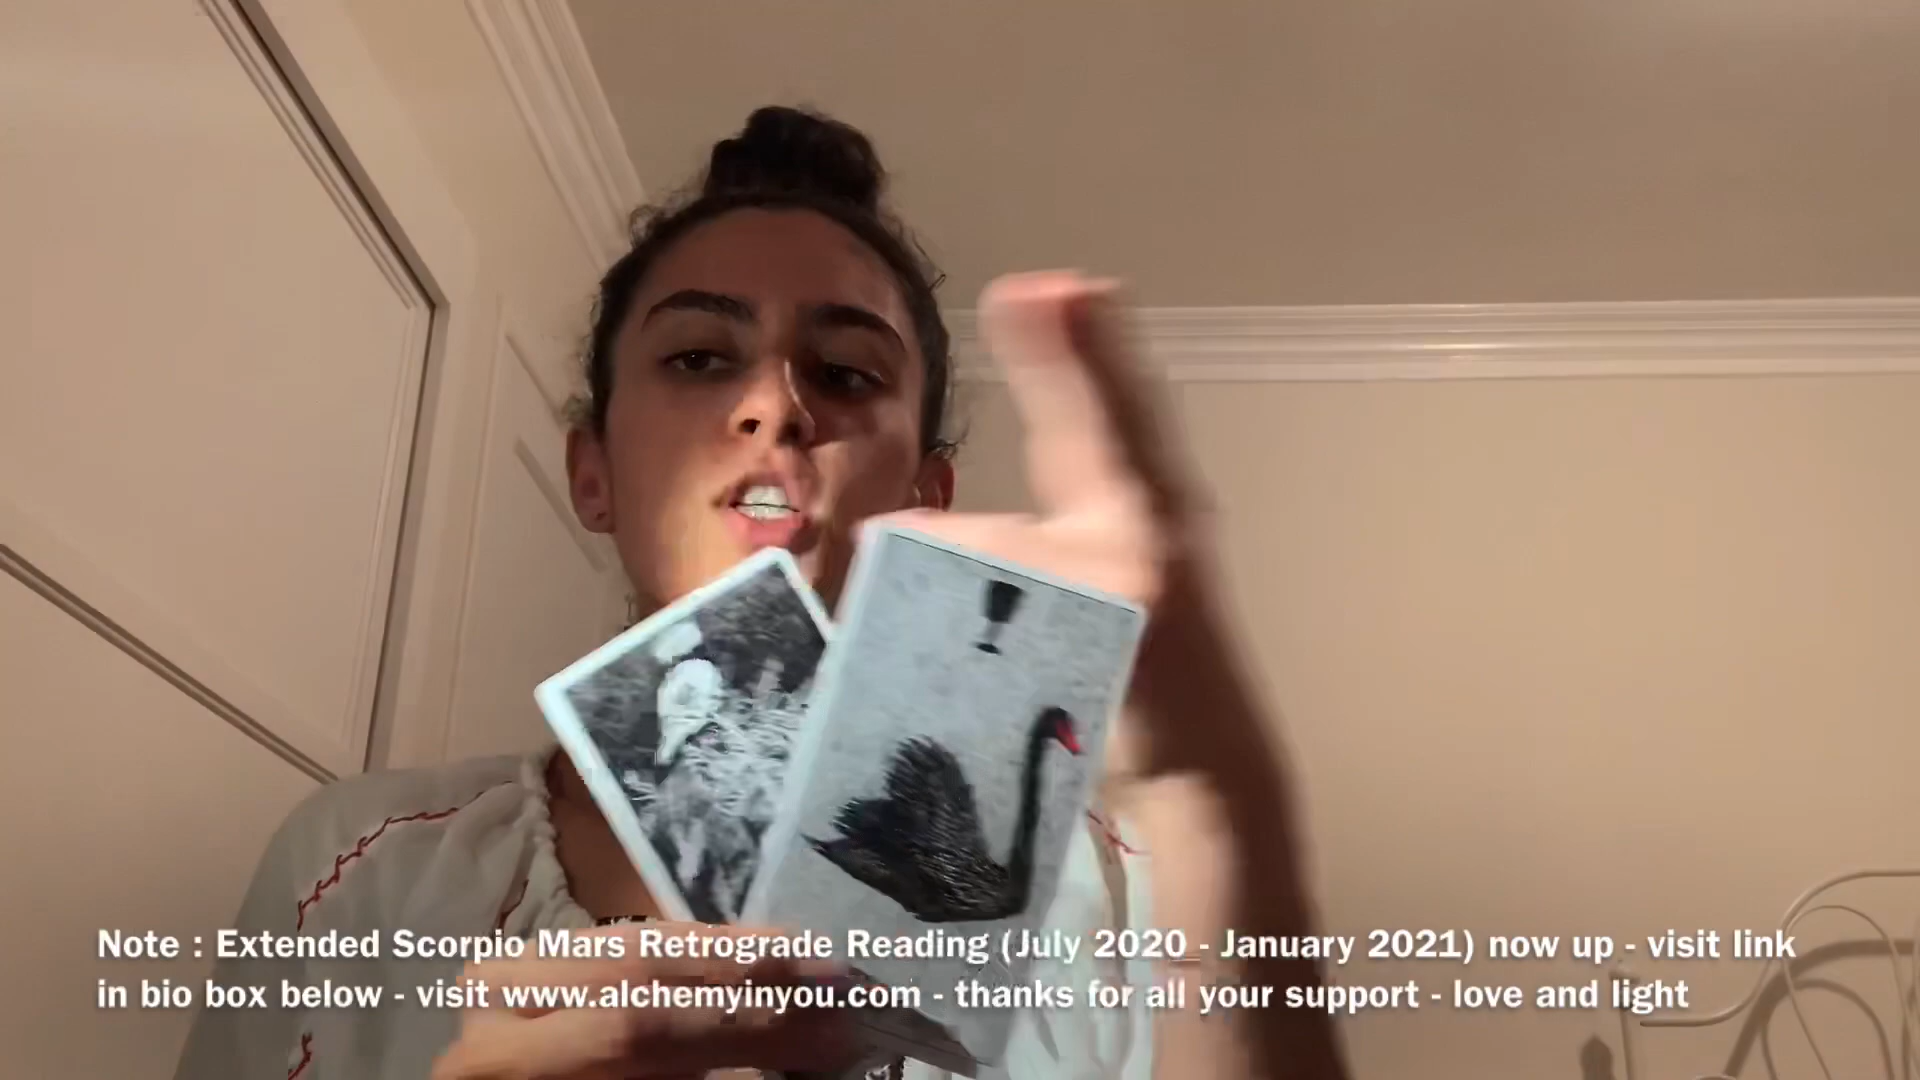 Note : Extended Scorpio Mars Retrograde Reading (July 2020 - January 2021) now up - visit link
in bio box below - visit www.alchemyinyou.com - thanks for all your support - love and light